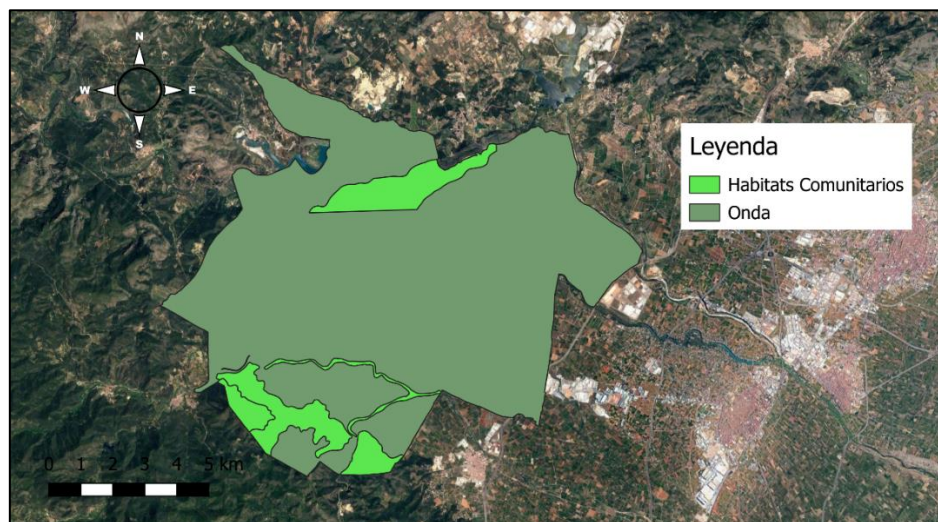 N
W E
S
Leyenda
Habitats Comunitarios
Onda
0 1 2 3 4 5 km